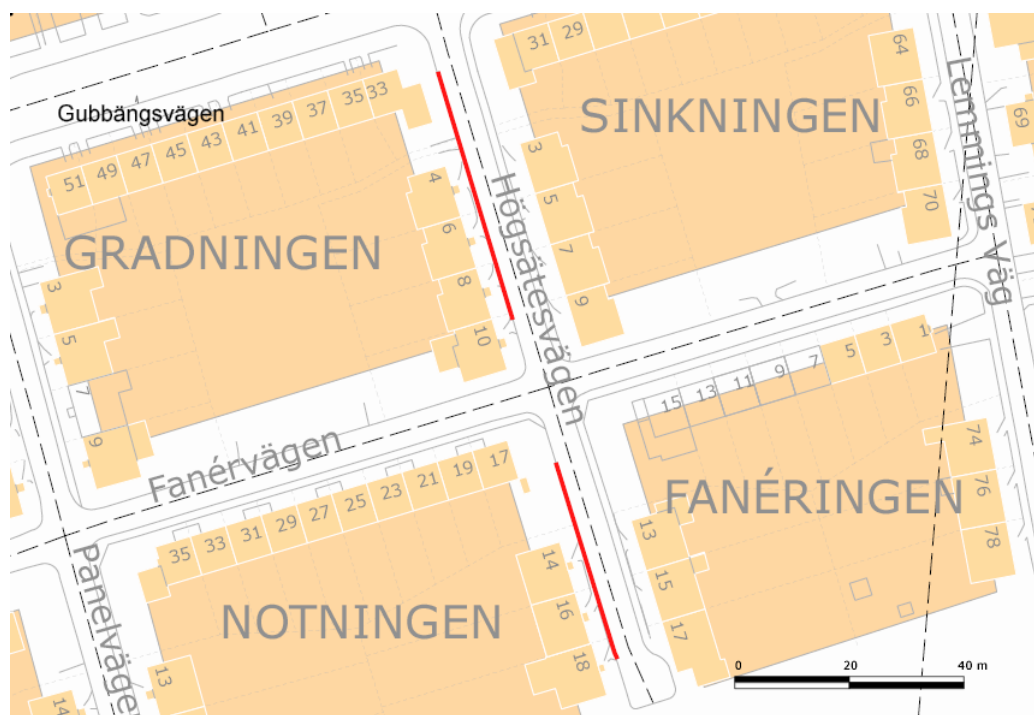 31 29
64
66
68
70
69
Gubbängsvägen
51 49 47 45 43 41 39 37 35 33
SINKNINGEN
Lemmings Väg
3
5
7
9
4
6
8
10
Högsätesvägen
GRADNINGEN
3
5
7
9
Fanérvägen
15 13 11 9 7 5 3 1
35 33 31 29 27 25 23 21 19 17
FANÉRINGEN
74
76
78
13
15
17
14
16
18
Panelvägen
NOTNINGEN
13
14
0 20 40 m